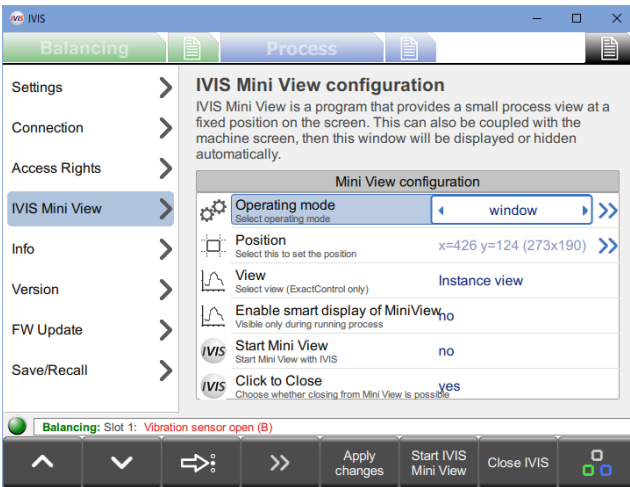 IVIS IVIS
Balancing
Process
Settings
Connection
Access Rights
IVIS Mini View
Info
Version
FW Update
Save/Recall
IVIS Mini View configuration
IVIS Mini View is a program that provides a small process view at a
fixed position on the screen. This can also be coupled with the
machine screen, then this window will be displayed or hidden
automatically.
Mini View configuration
Operating mode
Select operating mode
window
Position
Select this to set the position
x=426 y=124 (273x190)
View
Select view (ExactControl only)
Instance view
Enable smart display of MiniView
Visible only during running process
no
IVIS
Start Mini View
Start Mini View with IVIS
no
IVIS
Click to Close
Choose whether closing from Mini View is possible
yes
Balancing: Slot 1: Vibration sensor open (B)
Apply
changes
Start IVIS
Mini View
Close IVIS